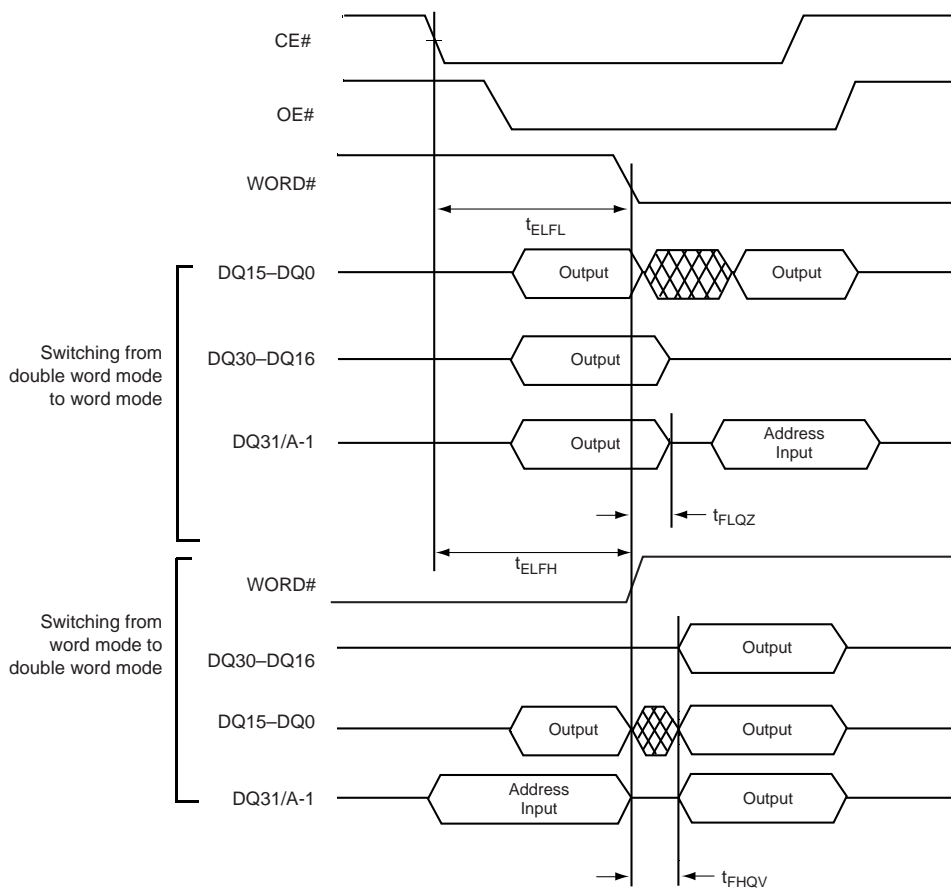 CE#
OE#
WORD#
tELFL
Switching from
double word mode
to word mode
DQ15–DQ0
Output
Output
DQ30–DQ16
Output
DQ31/A-1
Output
Address
Input
tFLQZ
tELFH
Switching from
word mode to
double word mode
WORD#
DQ30–DQ16
Output
DQ15–DQ0
Output
Output
DQ31/A-1
Address
Input
Output
tFHQV